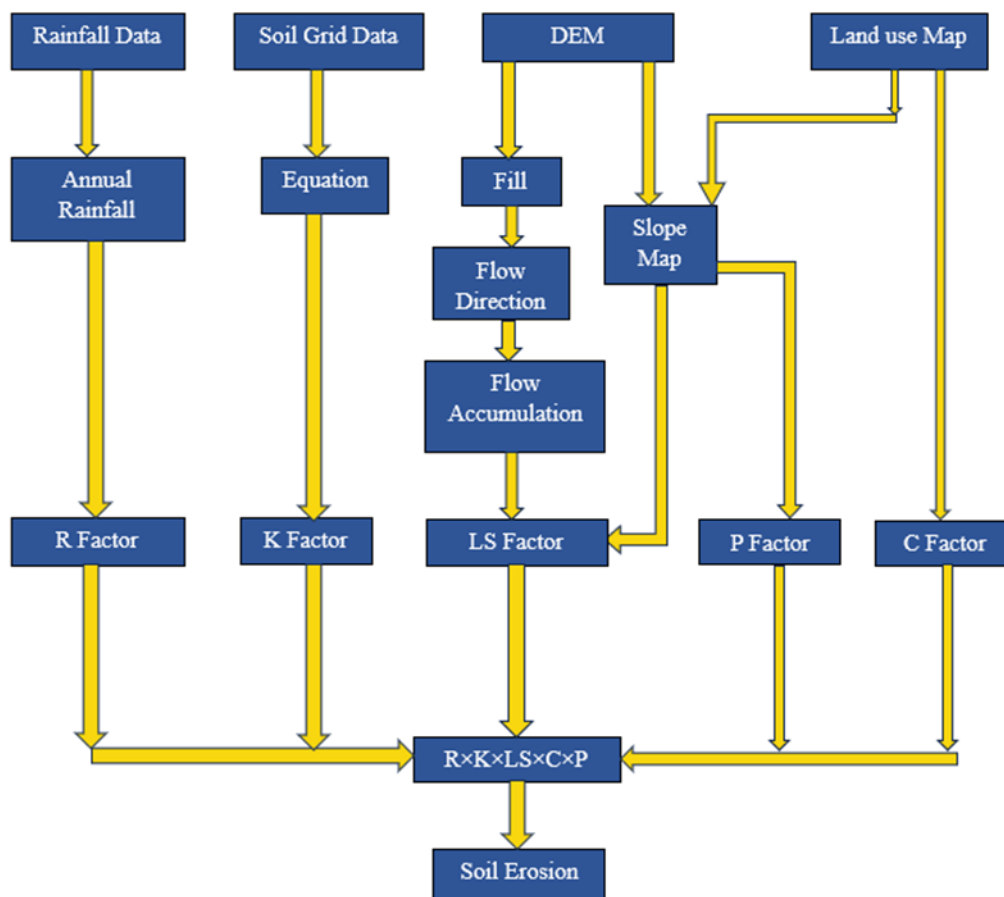 Rainfall Data
Soil Grid Data
DEM
Land use Map
Annual
Rainfall
Equation
Fill
Slope
Map
Flow
Direction
Flow
Accumulation
R Factor
K Factor
LS Factor
P Factor
C Factor
R×K×LS×C×P
Soil Erosion